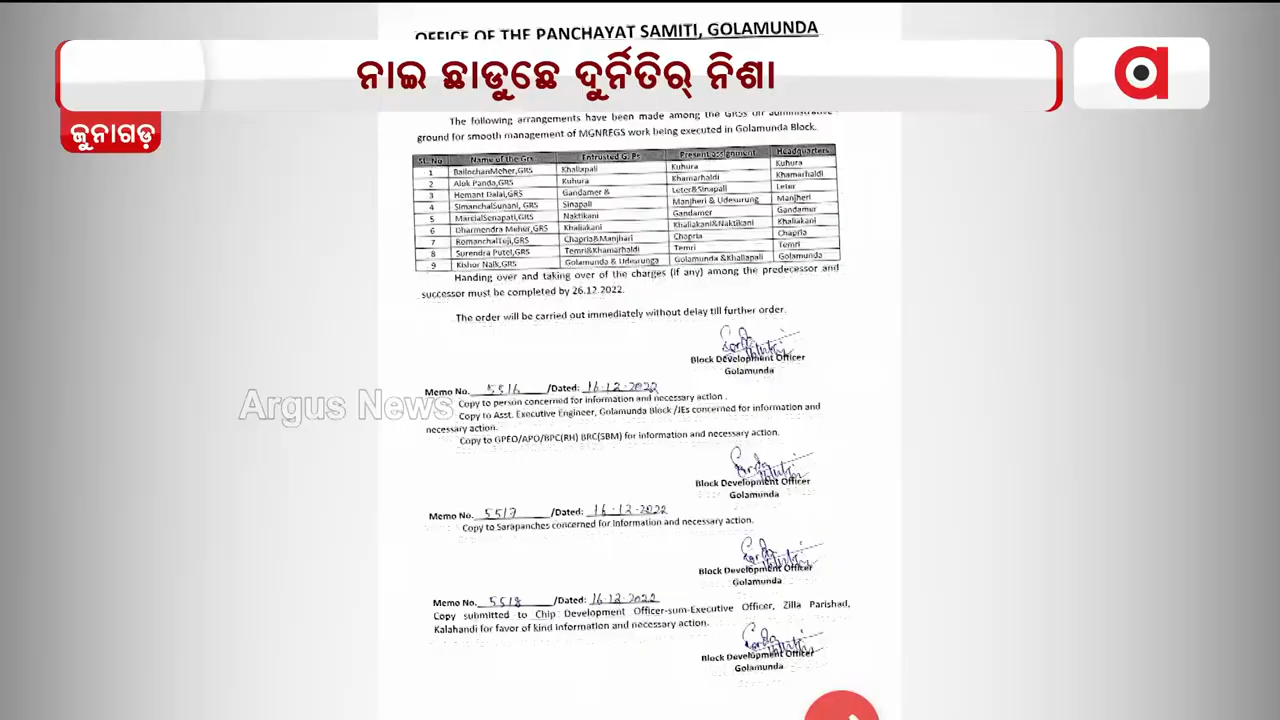 OFFICE OF THE PANCHAYAT SAMITI, GOLAMUNDA
ନାଇ ଛାଡୁଛେ ଦୁର୍ନିତିର୍ ନିଶା
a
ଜୁନାଗଡ଼
The following arrangements have been made among the GRSs on administrative
ground for smooth management of MGNREGS work being executed in Golamunda Block.
SL. No Name of the Grs Entrusted G. Ps Present assignment Headquarters
1 BailochanMeher,GRS Khaliapali Kuhura Kuhura
2 Alok Panda,GRS Kuhura Khamarhaldi Khamarhaldi
3 Hemant Dalai,GRS Gandamer & Leter&Sinapali Leter
4 SimanchalSunani, GRS Sinapali Manjheri & Udesurung Manjheri
5 MarcialSenapati,GRS Naktikani Gandamer Gandamer
6 Dharmendra Meher,GRS Khaliakani Khaliakani&Naktikani Khaliakani
7 RomanchalTeji,GRS Chapria&Manjhari Chapria Chapria
8 Surendra Putel,GRS Temri&Khamarhaldi Temri Temri
9 Kishor Naik,GRS Golamunda & Udesrunga Golamunda &Khaliapali Golamunda
Handing over and taking over of the charges (if any) among the predecessor and
successor must be completed by 26.12.2022.
The order will be carried out immediately without delay till further order.
Block Development Officer
Golamunda
Memo No. 5516 /Dated: 16-12-2022
Copy to person concerned for information and necessary action .
Copy to Asst. Executive Engineer, Golamunda Block /JEs concerned for information and
necessary action.
Copy to GPEO/APO/BPC(RH) BRC(SBM) for information and necessary action.
Argus News
Block Development Officer
Golamunda
Memo No. 5517 /Dated: 16-12-2022
Copy to Sarapanches concerned for information and necessary action.
Block Development Officer
Golamunda
Memo No. 5518 /Dated: 16-12-2022
Copy submitted to Chip Development Officer-sum-Executive Officer, Zilla Parishad,
Kalahandi for favor of kind information and necessary action.
Block Development Officer
Golamunda